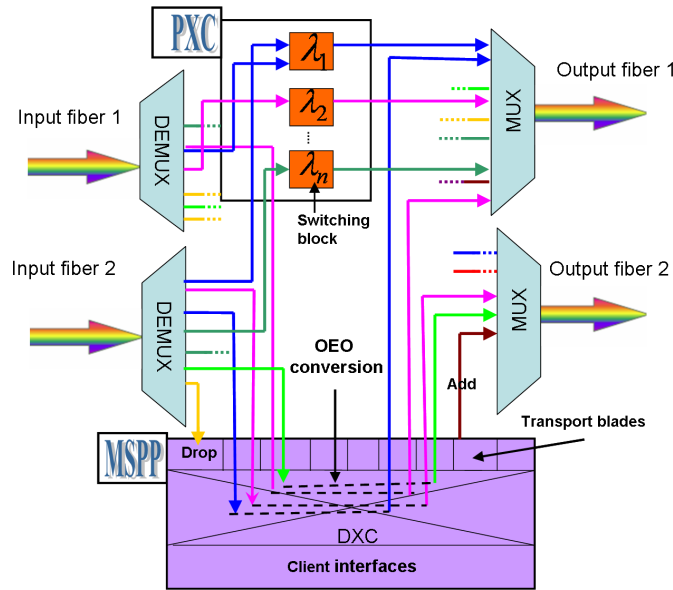 PXC
λ1
λ2
λn
Switching
block
Input fiber 1
DEMUX
MUX
Output fiber 1
Input fiber 2
DEMUX
MUX
Output fiber 2
OEO
conversion
Add
Transport blades
MSPP
Drop
DXC
Client interfaces